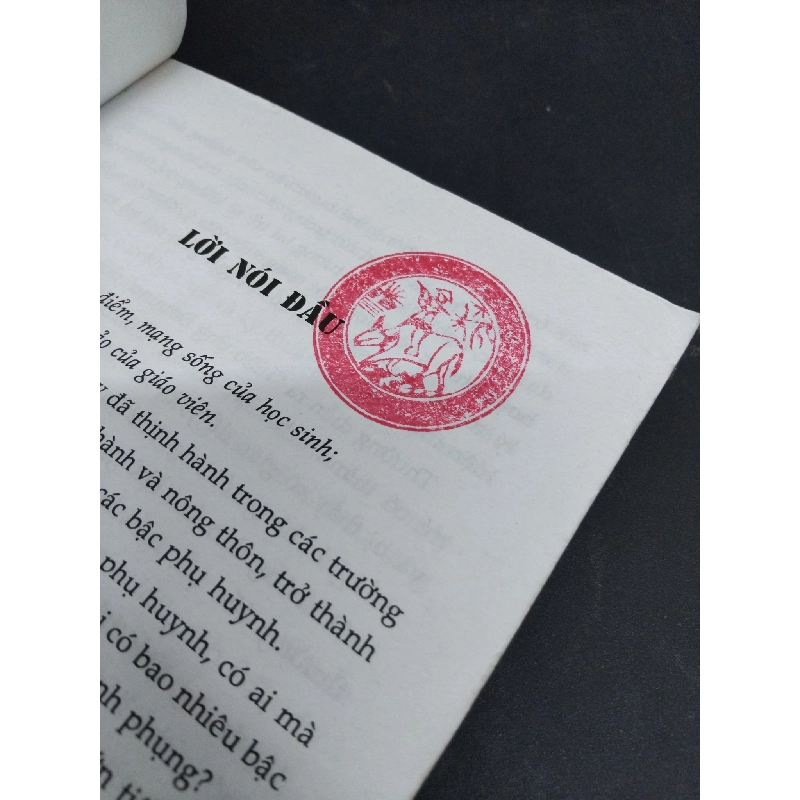 LỜI NÓI ĐẦU
điểm, mạng sống của học sinh;
của giáo viên.
đã thịnh hành trong các trường
và nông thôn, trở thành
các bậc phụ huynh.
phụ huynh, có ai mà
có bao nhiêu bậc
phụng?